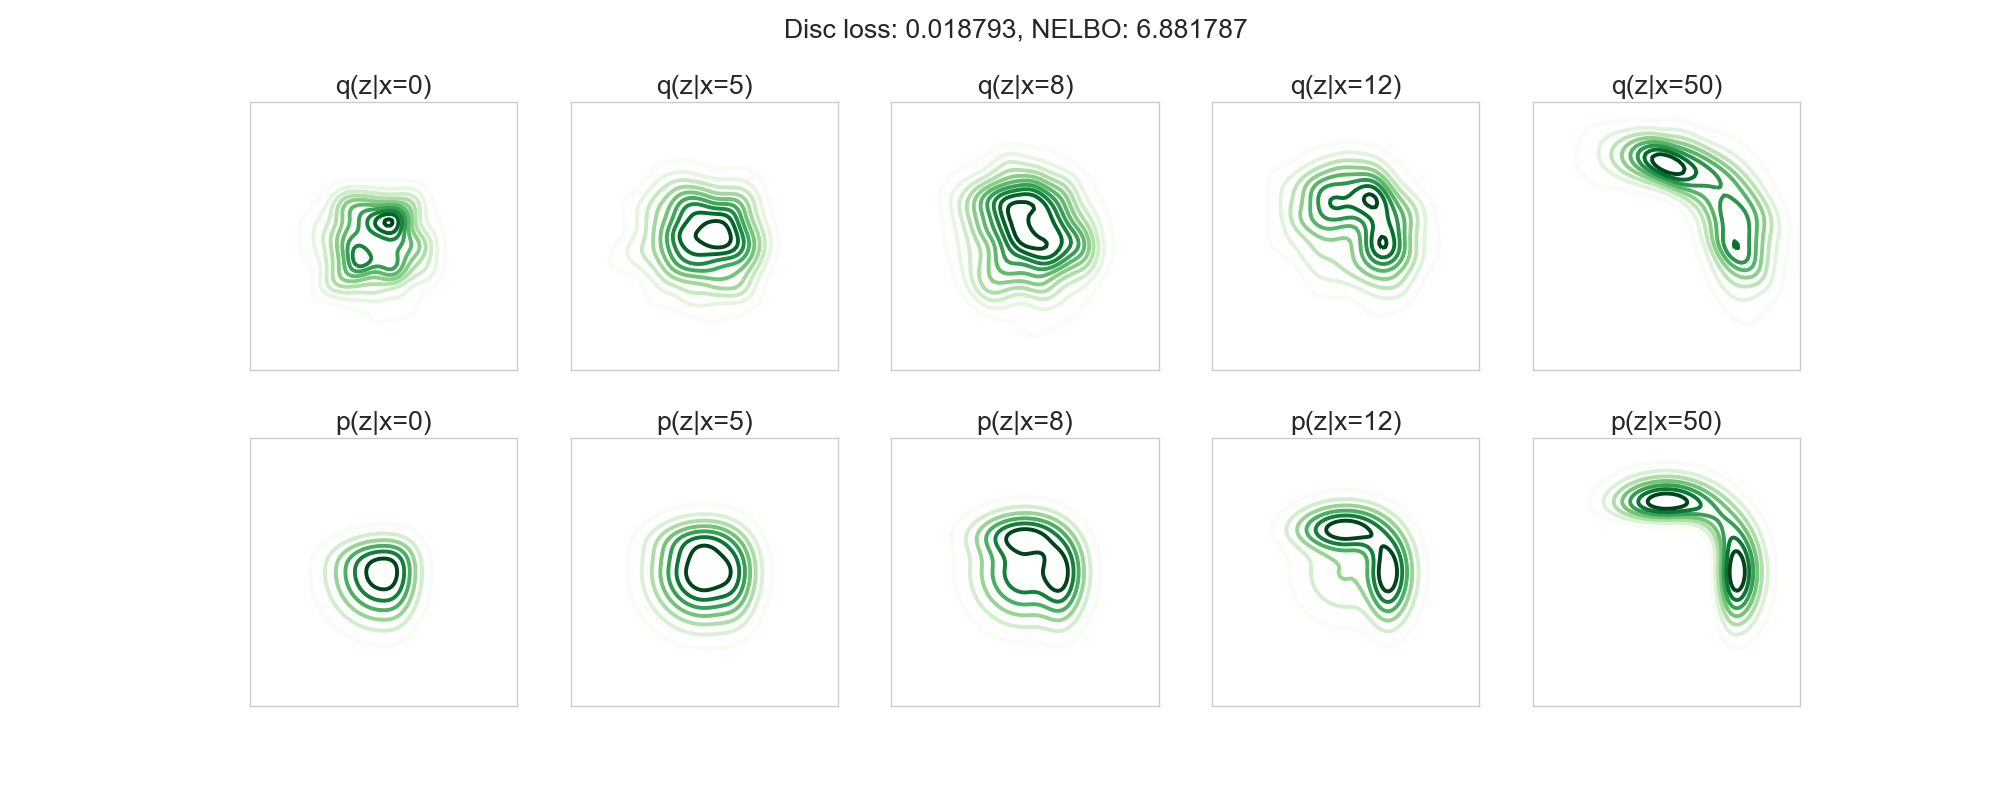 Disc loss: 0.018793, NELBO: 6.881787
q(z|x=0) q(z|x=5) q(z|x=8) q(z|x=12) q(z|x=50)
p(z|x=0) p(z|x=5) p(z|x=8) p(z|x=12) p(z|x=50)